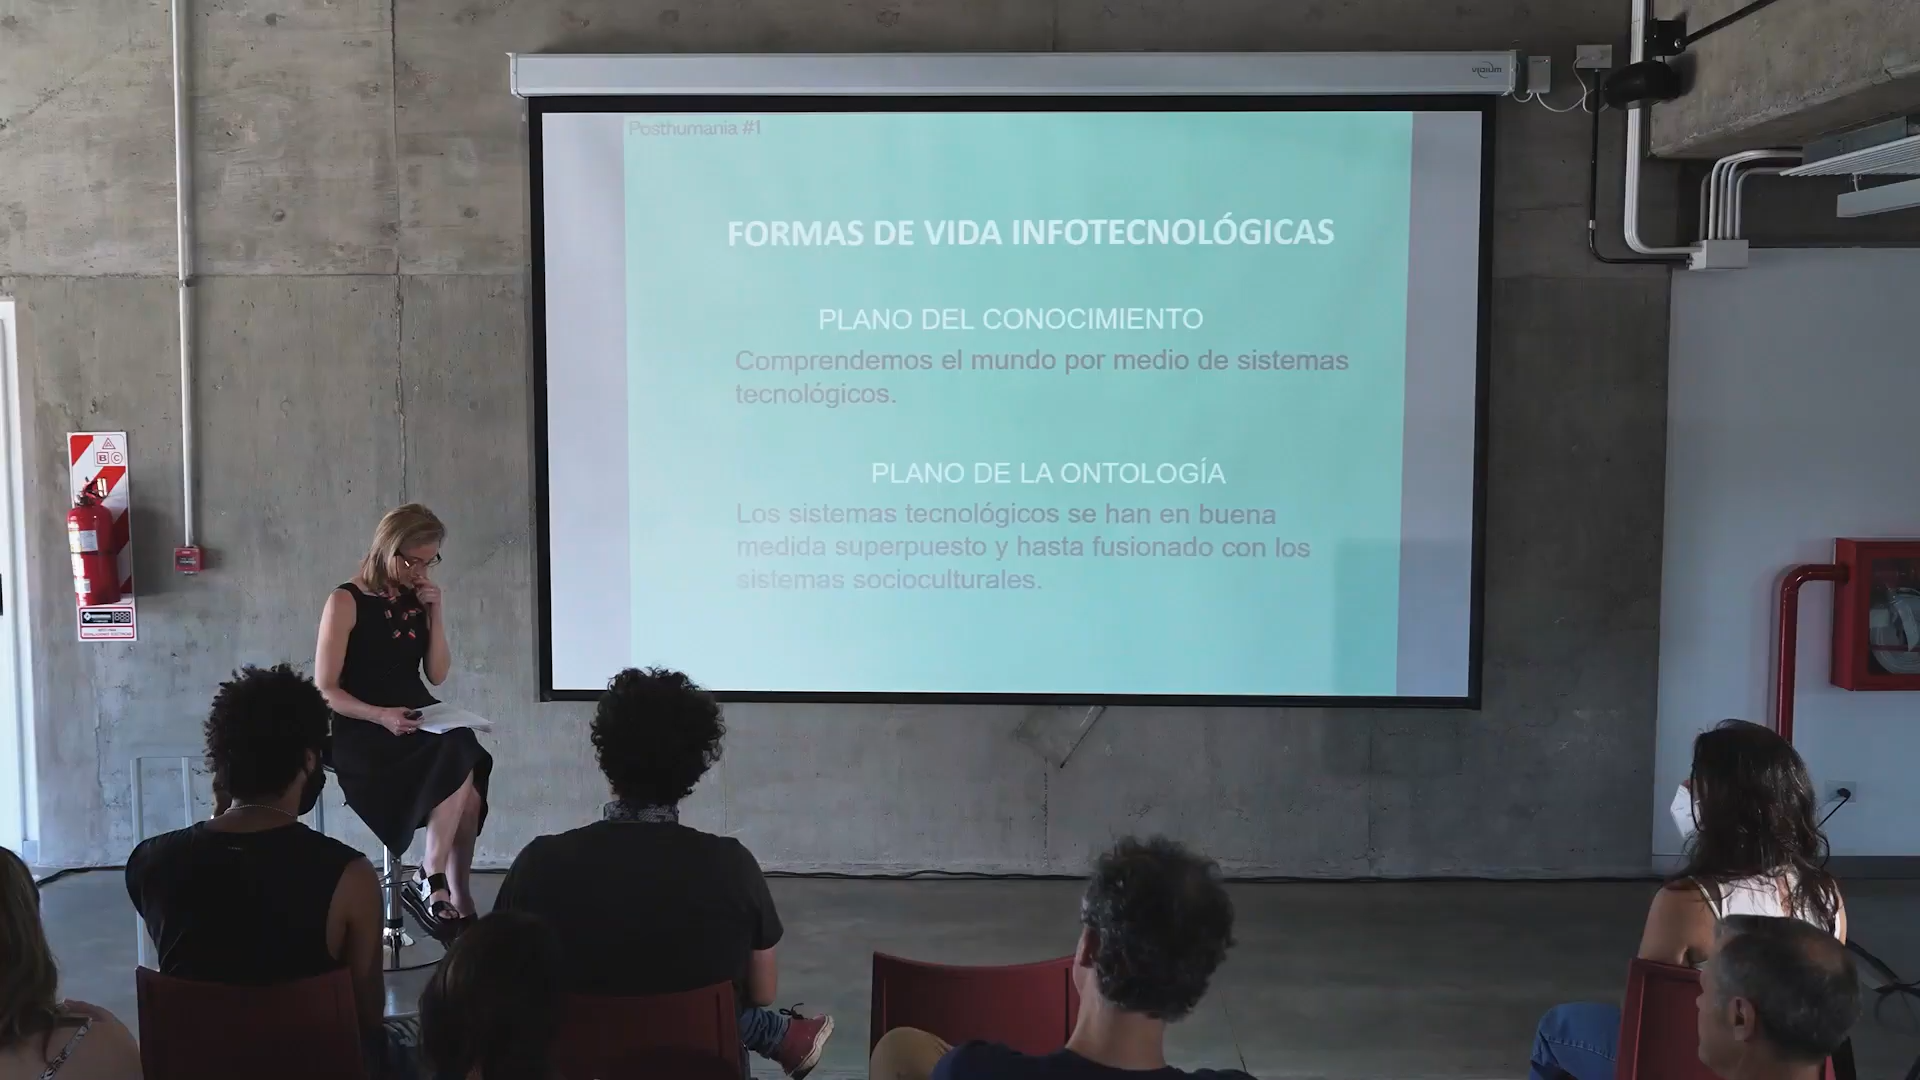 Posthumania #1
FORMAS DE VIDA INFOTECNOLÓGICAS
PLANO DEL CONOCIMIENTO
Comprendemos el mundo por medio de sistemas
tecnológicos.
PLANO DE LA ONTOLOGÍA
Los sistemas tecnológicos se han en buena
medida superpuesto y hasta fusionado con los
sistemas socioculturales.
B C